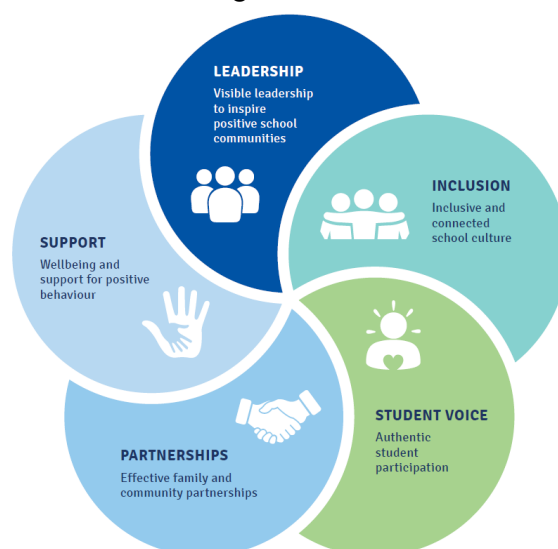 LEADERSHIP
Visible leadership
to inspire
positive school
communities
INCLUSION
Inclusive and
connected
school culture
STUDENT VOICE
Authentic
student
participation
PARTNERSHIPS
Effective family and
community partnerships
SUPPORT
Wellbeing and
support for positive
behaviour